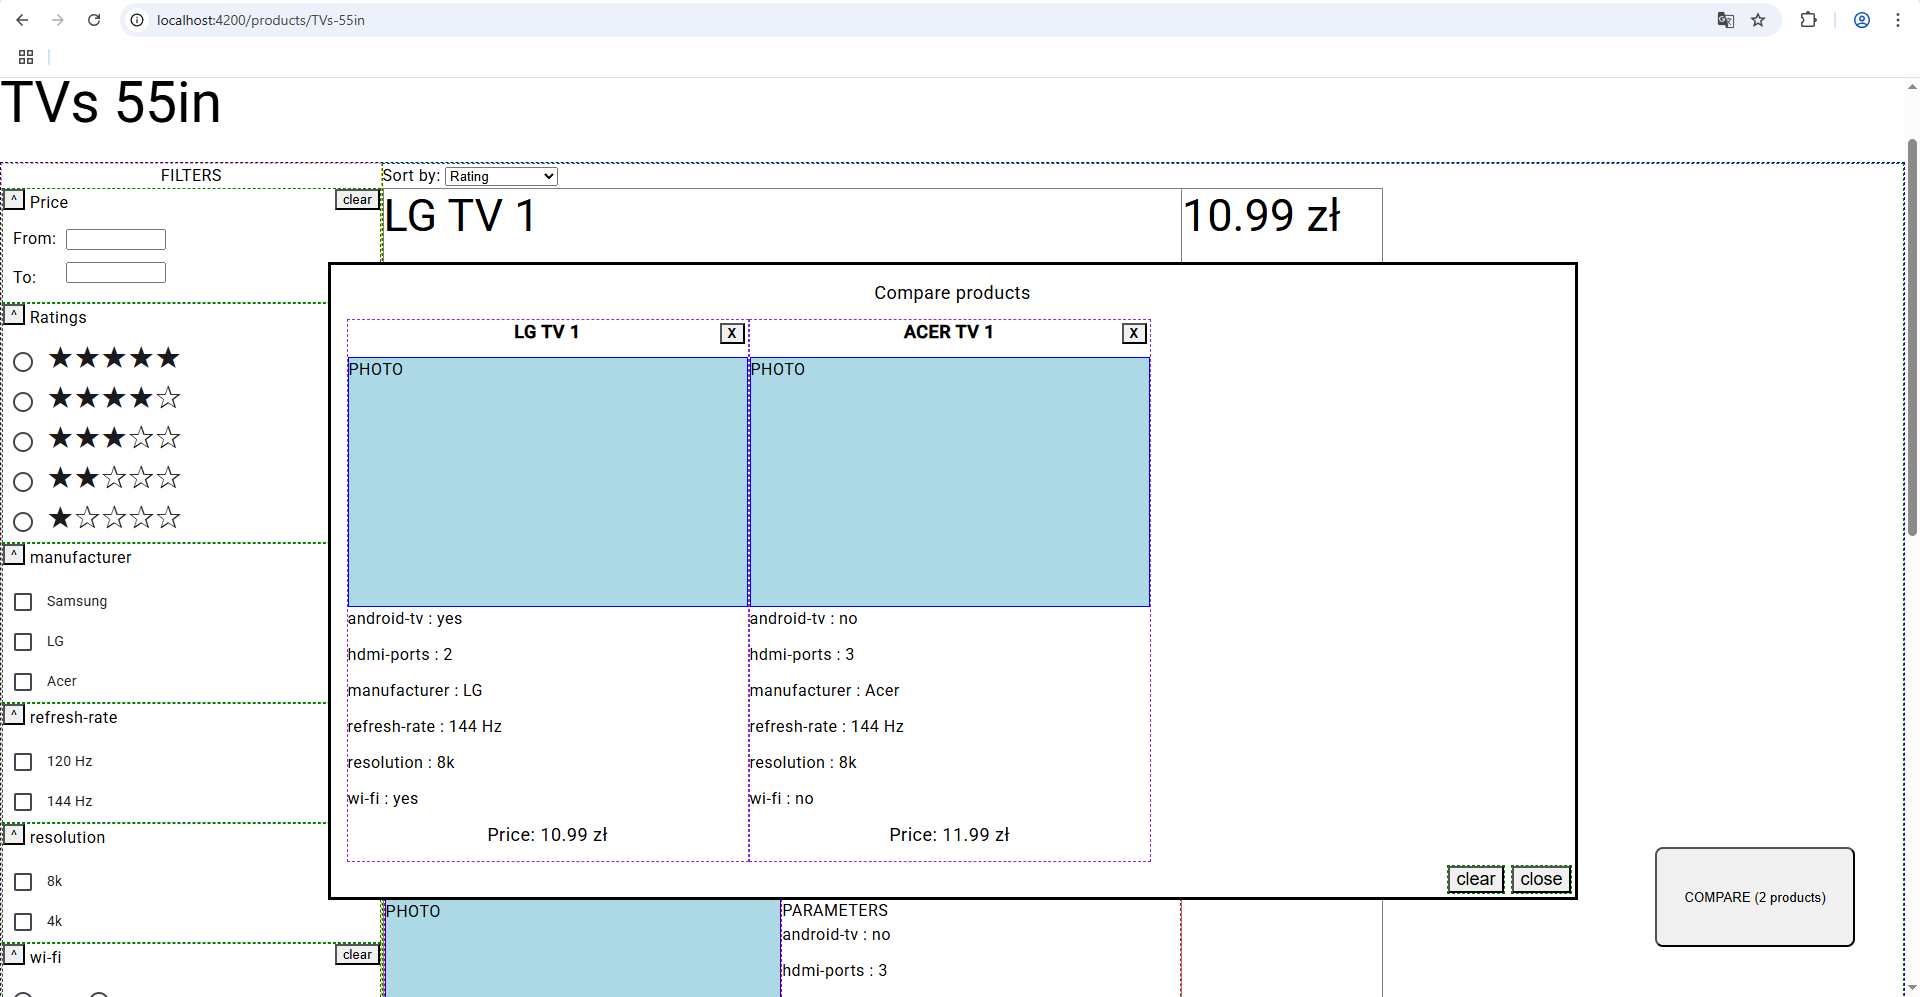 localhost:4200/products/TVs-55in
TVs 55in
FILTERS
Sort by: Rating
^ Price clear
From:
To:
^ Ratings
★★★★★
★★★★☆
★★★☆☆
★★☆☆☆
★☆☆☆☆
^ manufacturer
Samsung
LG
Acer
^ refresh-rate
120 Hz
144 Hz
^ resolution
8k
4k
^ wi-fi clear
LG TV 1 10.99 zł
Compare products
LG TV 1 X
PHOTO
android-tv : yes
hdmi-ports : 2
manufacturer : LG
refresh-rate : 144 Hz
resolution : 8k
wi-fi : yes
Price: 10.99 zł
ACER TV 1 X
PHOTO
android-tv : no
hdmi-ports : 3
manufacturer : Acer
refresh-rate : 144 Hz
resolution : 8k
wi-fi : no
Price: 11.99 zł
clear close
PHOTO
PARAMETERS
android-tv : no
hdmi-ports : 3
COMPARE (2 products)